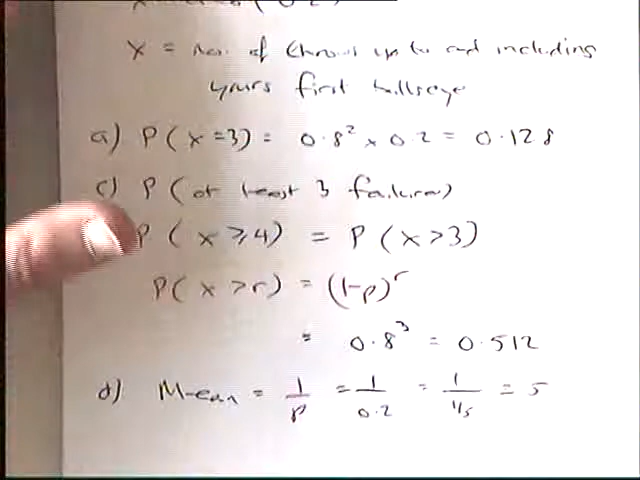 X = no. of throws up to and including
yours first bullseye
a) P(X=3) = 0.8² × 0.2 = 0.128
c) P(at least 3 failures)
P(X≥4) = P(X>3)
P(X>r) = (1-p)^r
= 0.8³ = 0.512
d) Mean = 1/p = 1/0.2 = 1/1/5 = 5